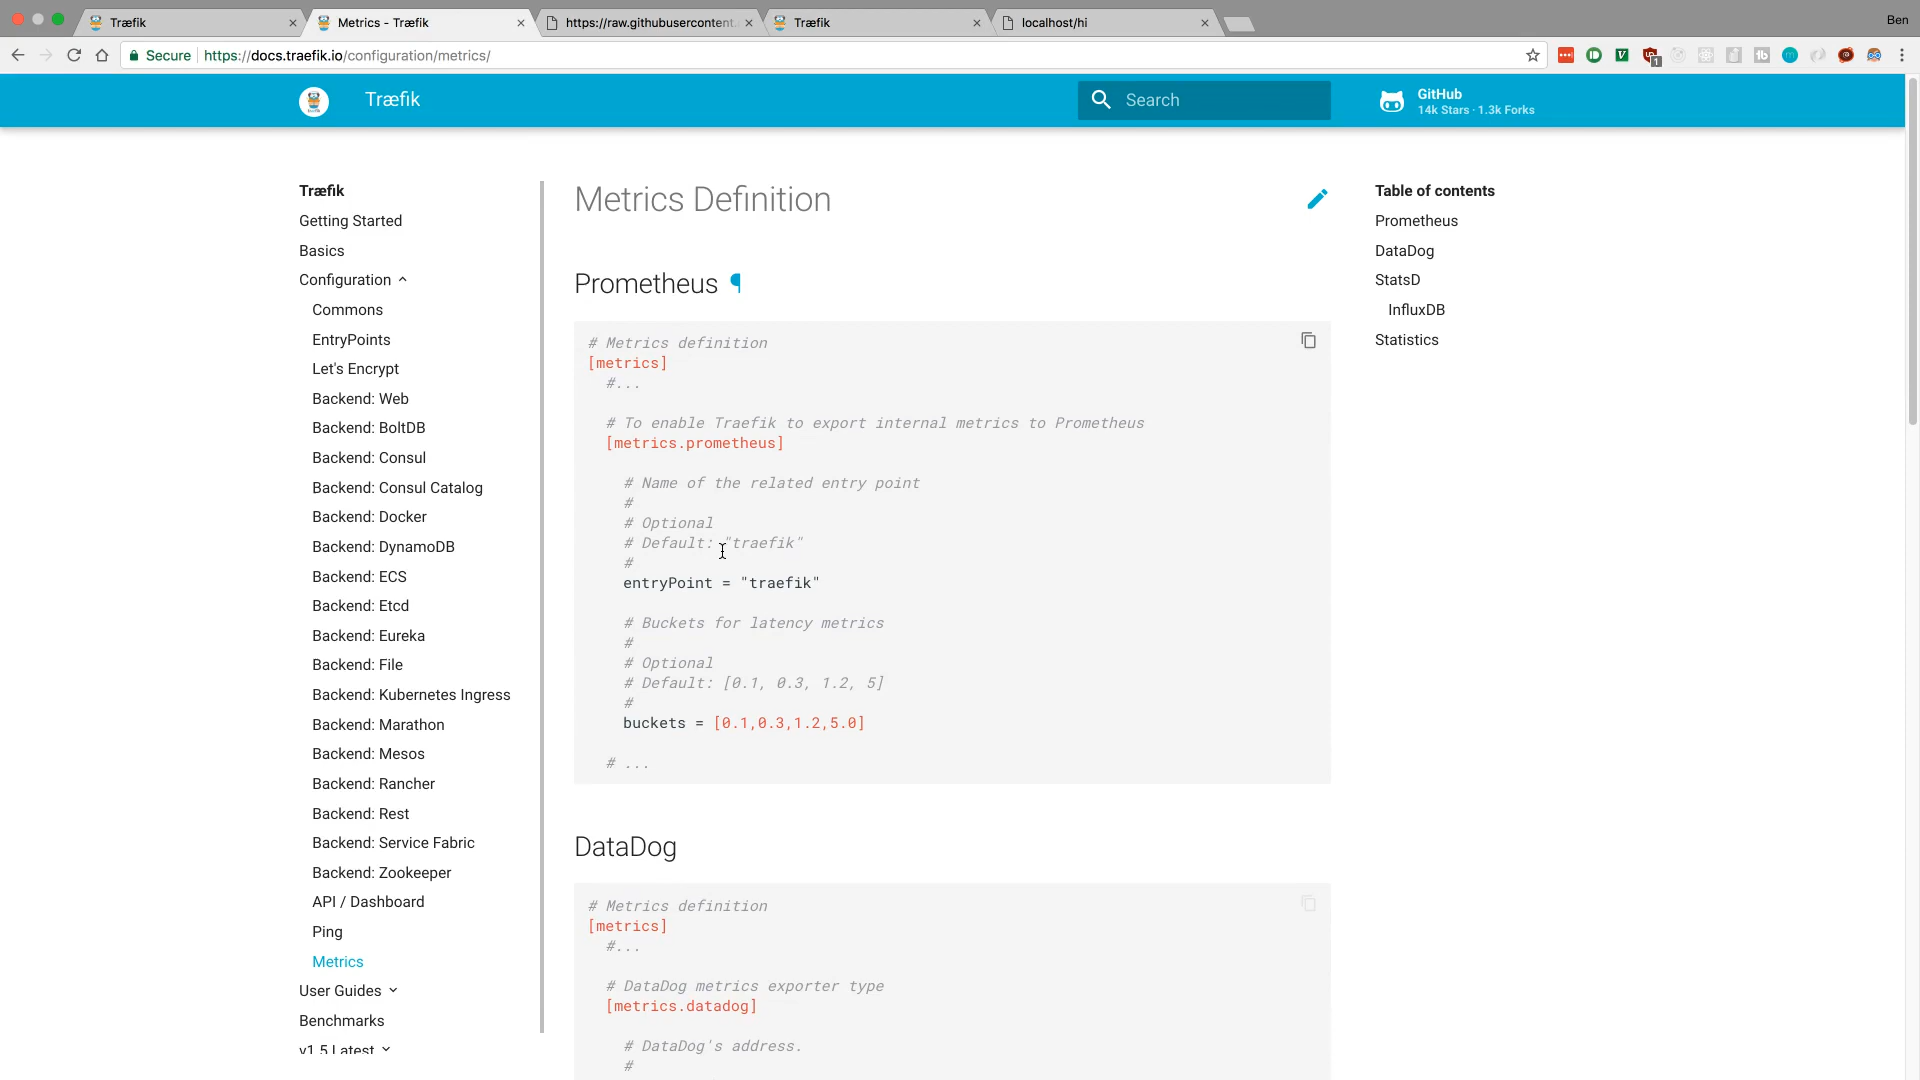 Træfik
Metrics - Træfik
https://raw.githubusercontent.
Træfik
localhost/hi
Ben
Secure
https://docs.traefik.io/configuration/metrics/
1
Træfik
Search
GitHub
14k Stars · 1.3k Forks
Træfik
Getting Started
Basics
Configuration
Commons
EntryPoints
Let's Encrypt
Backend: Web
Backend: BoltDB
Backend: Consul
Backend: Consul Catalog
Backend: Docker
Backend: DynamoDB
Backend: ECS
Backend: Etcd
Backend: Eureka
Backend: File
Backend: Kubernetes Ingress
Backend: Marathon
Backend: Mesos
Backend: Rancher
Backend: Rest
Backend: Service Fabric
Backend: Zookeeper
API / Dashboard
Ping
Metrics
User Guides
Benchmarks
v1.5 Latest
Metrics Definition
Prometheus ¶
# Metrics definition
[metrics]
#...
# To enable Traefik to export internal metrics to Prometheus
[metrics.prometheus]
# Name of the related entry point
#
# Optional
# Default: "traefik"
#
entryPoint = "traefik"
# Buckets for latency metrics
#
# Optional
# Default: [0.1, 0.3, 1.2, 5]
#
buckets = [0.1,0.3,1.2,5.0]
# ...
DataDog
# Metrics definition
[metrics]
#...
# DataDog metrics exporter type
[metrics.datadog]
# DataDog's address.
#
Table of contents
Prometheus
DataDog
StatsD
InfluxDB
Statistics